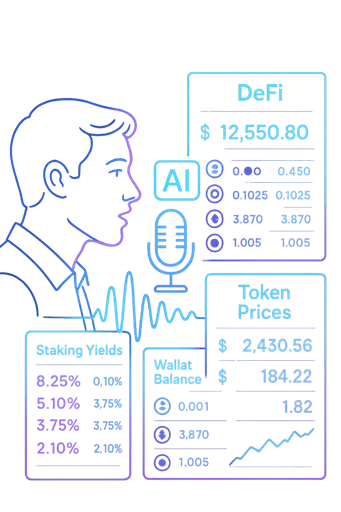 DeFi
$ 12,550.80
AI
0.450
0.1025 0.1025
3.870 3.870
1.005 1.005
Token
Prices
$ 2,430.56
$ 184.22
1.82
Staking Yields
8.25% 0,10%
5.10% 3,75%
3.75% 3,75%
2.10% 2,10%
Wallat
Balance
0.001
3,870
1,005